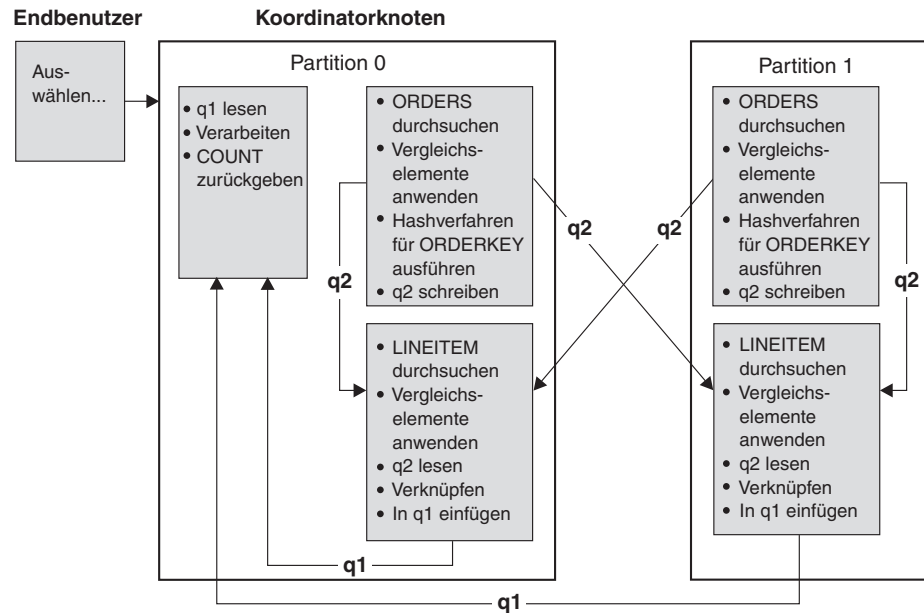 Endbenutzer
Koordinatorknoten
Aus-
wählen...
Partition 0
• q1 lesen
• Verarbeiten
• COUNT
zurückgeben
• ORDERS
durchsuchen
• Vergleichs-
elemente
anwenden
• Hashverfahren
für ORDERKEY
ausführen
• q2 schreiben
q2
• LINEITEM
durchsuchen
• Vergleichs-
elemente
anwenden
• q2 lesen
• Verknüpfen
• In q1 einfügen
q1
q2
q2
Partition 1
• ORDERS
durchsuchen
• Vergleichs-
elemente
anwenden
• Hashverfahren
für ORDERKEY
ausführen
• q2 schreiben
q2
• LINEITEM
durchsuchen
• Vergleichs-
elemente
anwenden
• q2 lesen
• Verknüpfen
• In q1 einfügen
q1